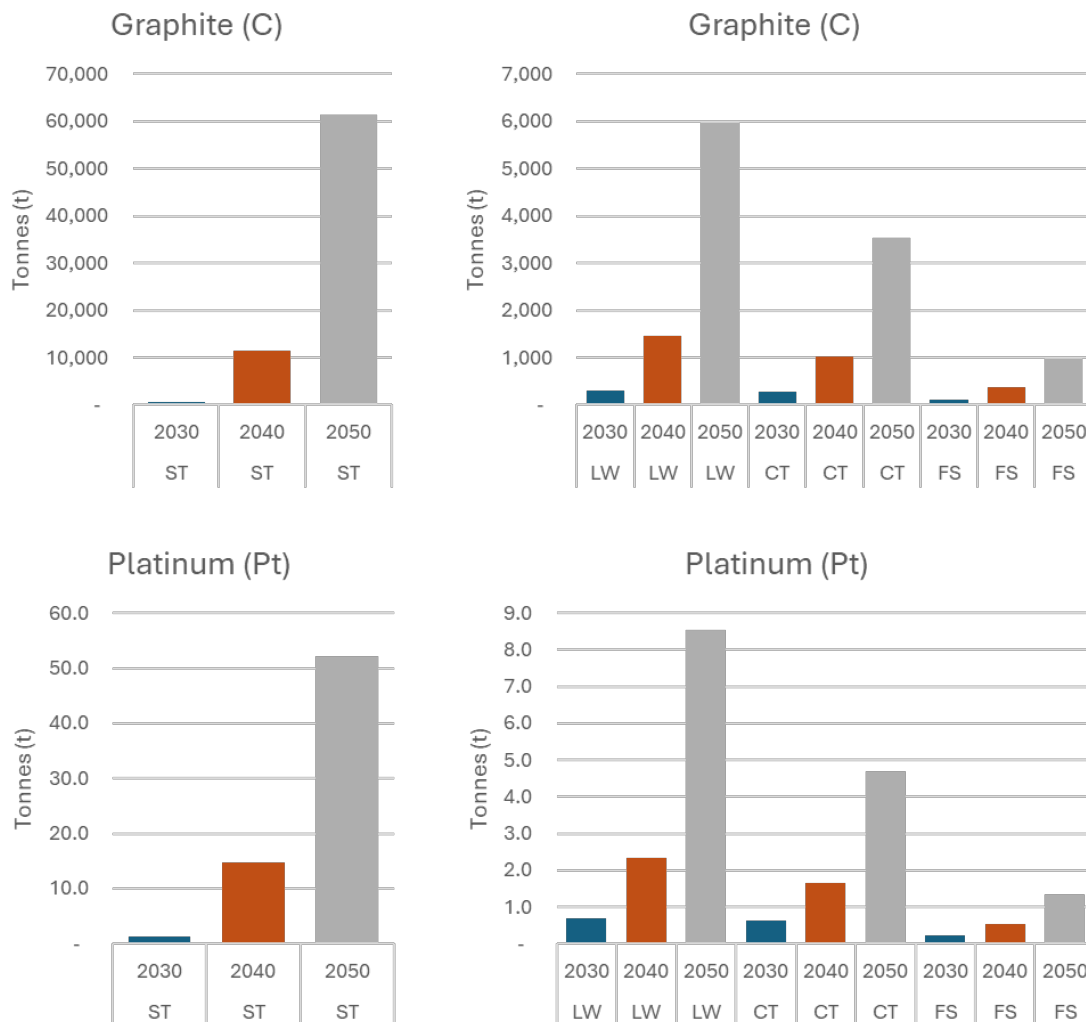 Graphite (C)
Tonnes (t)
70,000
60,000
50,000
40,000
30,000
20,000
10,000
-
2030 2040 2050
ST ST ST
Graphite (C)
Tonnes (t)
7,000
6,000
5,000
4,000
3,000
2,000
1,000
-
2030 2040 2050 2030 2040 2050 2030 2040 2050
LW LW LW CT CT CT FS FS FS
Platinum (Pt)
Tonnes (t)
60.0
50.0
40.0
30.0
20.0
10.0
-
2030 2040 2050
ST ST ST
Platinum (Pt)
Tonnes (t)
9.0
8.0
7.0
6.0
5.0
4.0
3.0
2.0
1.0
-
2030 2040 2050 2030 2040 2050 2030 2040 2050
LW LW LW CT CT CT FS FS FS